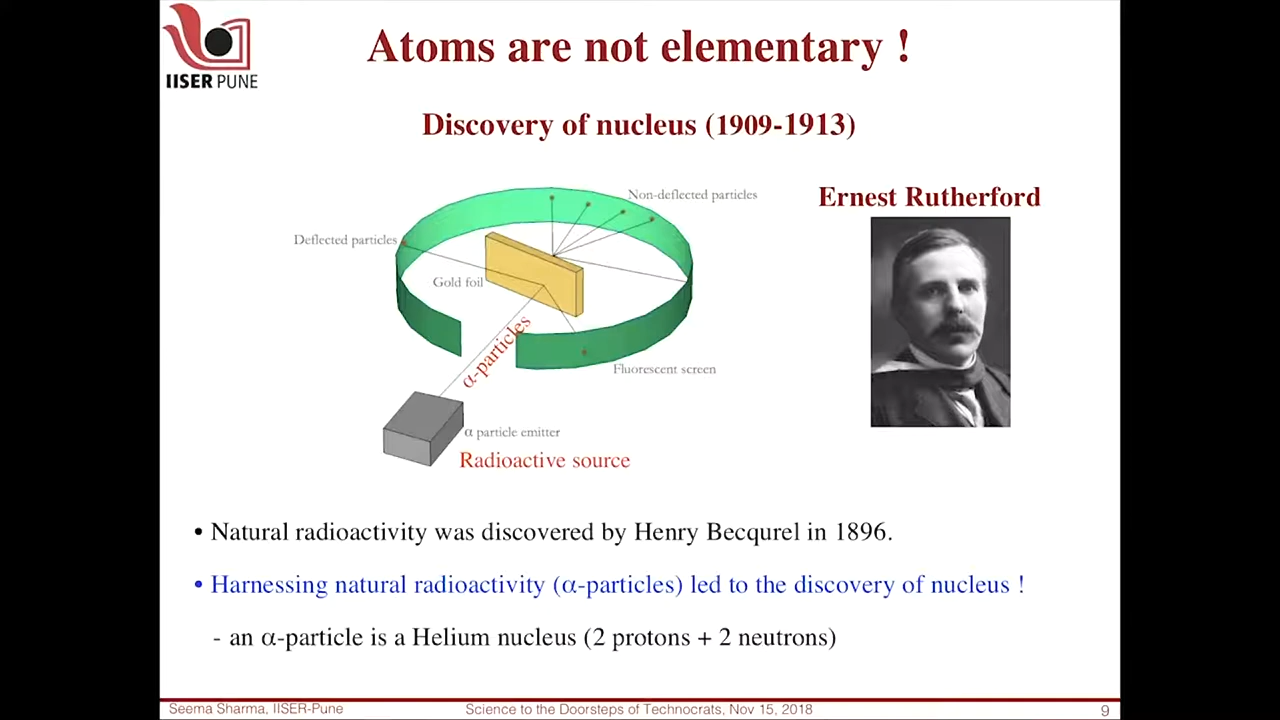 IISER PUNE
Atoms are not elementary !
Discovery of nucleus (1909-1913)
Non-deflected particles
Ernest Rutherford
Deflected particles
Gold foil
α-particles
Fluorescent screen
α particle emitter
Radioactive source
• Natural radioactivity was discovered by Henry Becqurel in 1896.
• Harnessing natural radioactivity (α-particles) led to the discovery of nucleus !
- an α-particle is a Helium nucleus (2 protons + 2 neutrons)
Seema Sharma, IISER-Pune
Science to the Doorsteps of Technocrats, Nov 15, 2018
9